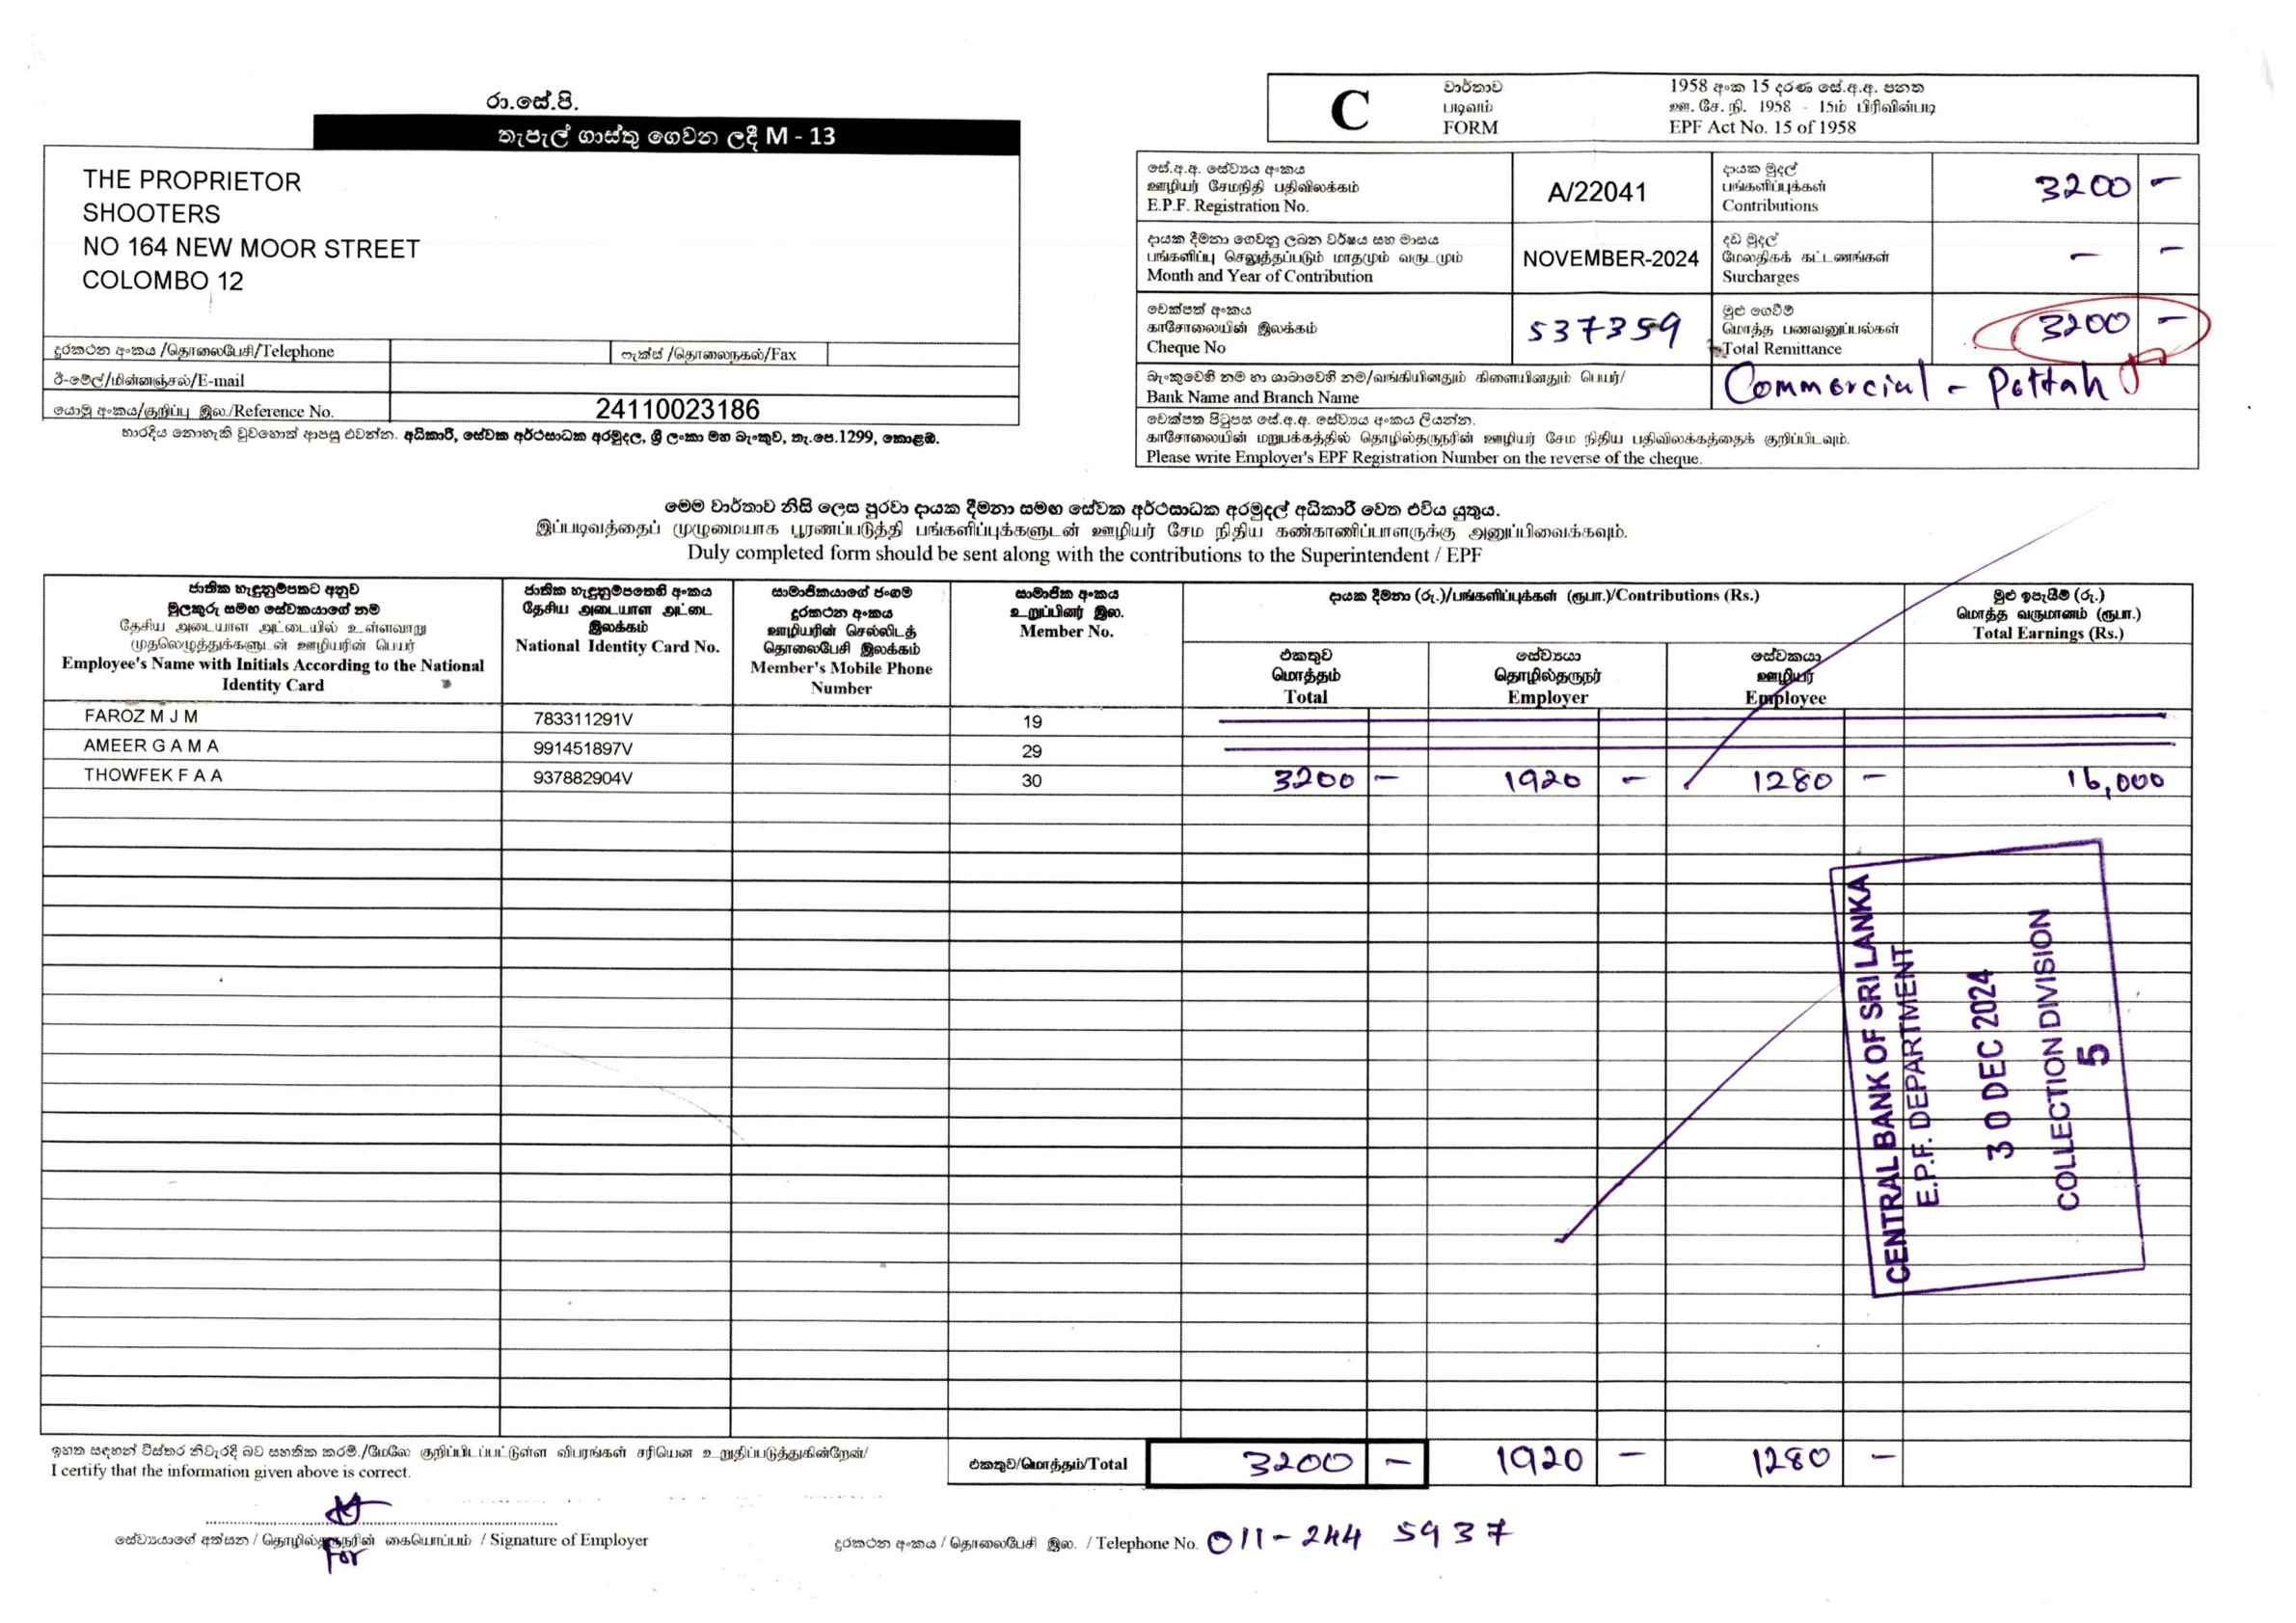 රා.සේ.පි.
තැපැල් ගාස්තු ගෙවන ලදී M - 13
THE PROPRIETOR
SHOOTERS
NO 164 NEW MOOR STREET
COLOMBO 12
දුරකථන අංකය /தொலைபேசி/Telephone
ෆැක්ස් /தொலைநகல்/Fax
ඊ-මේල්/மின்னஞ்சல்/E-mail
යොමු අංකය/குறிப்பு இல./Reference No. 24110023186
භාරදිය නොහැකි වුවහොත් ආපසු එවන්න. අධිකාරී, සේවක අර්ථසාධක අරමුදල, ශ්‍රී ලංකා මහ බැංකුව, තැ.පෙ.1299, කොළඹ.
C
වාර්තාව
படிவம்
FORM
1958 අංක 15 දරණ සේ.අ.අ. පනත
ஊ. சே. நி. 1958 - 15ம் பிரிவின்படி
EPF Act No. 15 of 1958
සේ.අ.අ. සේව්‍යය අංකය
ஊழியர் சேமநிதி பதிவிலக்கம்
E.P.F. Registration No.
A/22041
දායක මුදල්
பங்களிப்புக்கள்
Contributions
3200 –
දායක දීමනා ගෙවනු ලබන වර්ෂය සහ මාසය
பங்களிப்பு செலுத்தப்படும் மாதமும் வருடமும்
Month and Year of Contribution
NOVEMBER-2024
දඩ මුදල්
மேலதிகக் கட்டணங்கள்
Surcharges
– –
චෙක්පත් අංකය
காசோலையின் இலக்கம்
Cheque No
537359
මුළු ගෙවීම්
மொத்த பணவனுப்பல்கள்
Total Remittance
3200 –
බැංකුවෙහි නම හා ශාඛාවෙහි නම/வங்கியினதும் கிளையினதும் பெயர்/
Bank Name and Branch Name
Commercial - Pettah
චෙක්පත පිටුපස සේ.අ.අ. සේව්‍යය අංකය ලියන්න.
காசோலையின் மறுபக்கத்தில் தொழில்தருநரின் ஊழியர் சேம நிதிய பதிவிலக்கத்தைக் குறிப்பிடவும்.
Please write Employer's EPF Registration Number on the reverse of the cheque.
මෙම වාර්තාව නිසි ලෙස පුරවා දායක දීමනා සමඟ සේවක අර්ථසාධක අරමුදල් අධිකාරී වෙත එවිය යුතුය.
இப்படிவத்தைப் முழுமையாக பூரணப்படுத்தி பங்களிப்புக்களுடன் ஊழியர் சேம நிதிய கண்காணிப்பாளருக்கு அனுப்பிவைக்கவும்.
Duly completed form should be sent along with the contributions to the Superintendent / EPF
ජාතික හැඳුනුම්පතට අනුව
මුලකුරු සමඟ සේවකයාගේ නම
தேசிய அடையாள அட்டையில் உள்ளவாறு
முதலெழுத்துக்களுடன் ஊழியரின் பெயர்
Employee's Name with Initials According to the National
Identity Card
ජාතික හැඳුනුම්පතෙහි අංකය
தேசிய அடையாள அட்டை
இலக்கம்
National Identity Card No.
සාමාජිකයාගේ ජංගම
දුරකථන අංකය
ஊழியரின் செல்லிடத்
தொலைபேசி இலக்கம்
Member's Mobile Phone
Number
සාමාජික අංකය
உறுப்பினர் இல.
Member No.
දායක දීමනා (රු.)/பங்களிப்புக்கள் (ரூபா.)/Contributions (Rs.)
එකතුව
மொத்தம்
Total
සේව්‍යයා
தொழில்தருநர்
Employer
සේවකයා
ஊழியர்
Employee
මුළු ඉපැයීම් (රු.)
மொத்த வருமானம் (ரூபா.)
Total Earnings (Rs.)
FAROZ M J M 783311291V 19
AMEER G A M A 991451897V 29
THOWFEK F A A 937882904V 30 3200 – 1920 – 1280 – 16,000
CENTRAL BANK OF SRI LANKA
E.P.F. DEPARTMENT
30 DEC 2024
COLLECTION DIVISION
5
ඉහත සඳහන් විස්තර නිවැරදි බව සහතික කරමි./மேலே குறிப்பிடப்பட்டுள்ள விபரங்கள் சரியென உறுதிப்படுத்துகின்றேன்/
I certify that the information given above is correct.
එකතුව/மொத்தம்/Total 3200 – 1920 – 1280 –
සේව්‍යයාගේ අත්සන / தொழில்தருநரின் கையொப்பம் / Signature of Employer
For
දුරකථන අංකය / தொலைபேசி இல. / Telephone No. 011-244 5937